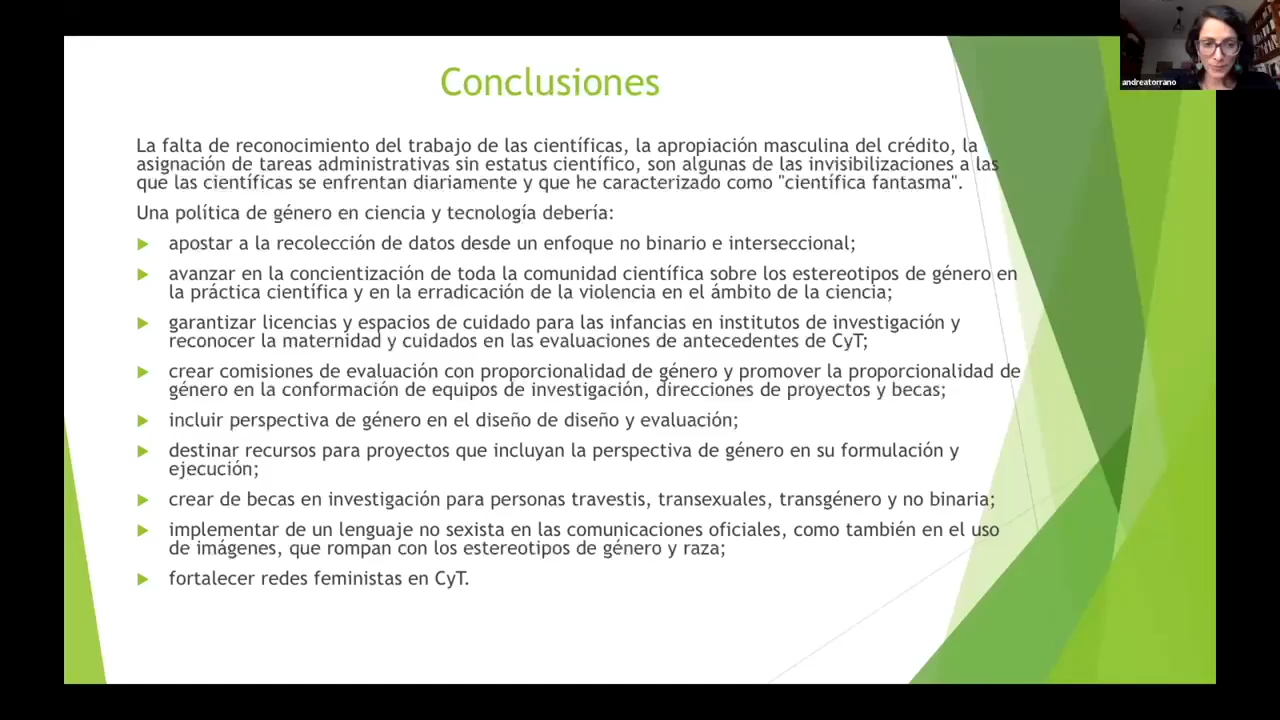 Conclusiones
La falta de reconocimiento del trabajo de las científicas, la apropiación masculina del crédito, la
asignación de tareas administrativas sin estatus científico, son algunas de las invisibilizaciones a las
que las científicas se enfrentan diariamente y que he caracterizado como "científica fantasma".
Una política de género en ciencia y tecnología debería:
apostar a la recolección de datos desde un enfoque no binario e interseccional;
avanzar en la concientización de toda la comunidad científica sobre los estereotipos de género en
la práctica científica y en la erradicación de la violencia en el ámbito de la ciencia;
garantizar licencias y espacios de cuidado para las infancias en institutos de investigación y
reconocer la maternidad y cuidados en las evaluaciones de antecedentes de CyT;
crear comisiones de evaluación con proporcionalidad de género y promover la proporcionalidad de
género en la conformación de equipos de investigación, direcciones de proyectos y becas;
incluir perspectiva de género en el diseño de diseño y evaluación;
destinar recursos para proyectos que incluyan la perspectiva de género en su formulación y
ejecución;
crear de becas en investigación para personas travestis, transexuales, transgénero y no binaria;
implementar de un lenguaje no sexista en las comunicaciones oficiales, como también en el uso
de imágenes, que rompan con los estereotipos de género y raza;
fortalecer redes feministas en CyT.
andreatorrano